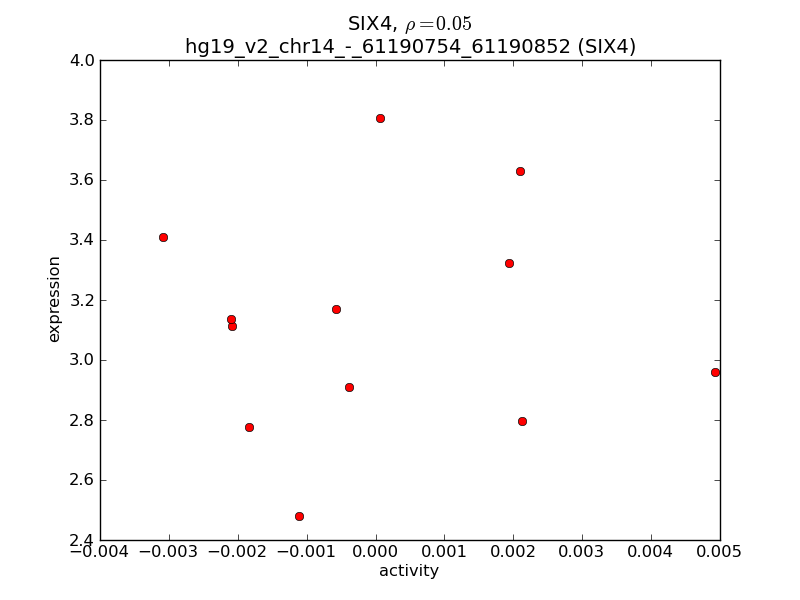 SIX4, ρ=0.05
hg19_v2_chr14_-_61190754_61190852 (SIX4)
4.0
3.8
3.6
3.4
3.2
3.0
2.8
2.6
2.4
expression
−0.004 −0.003 −0.002 −0.001 0.000 0.001 0.002 0.003 0.004 0.005
activity